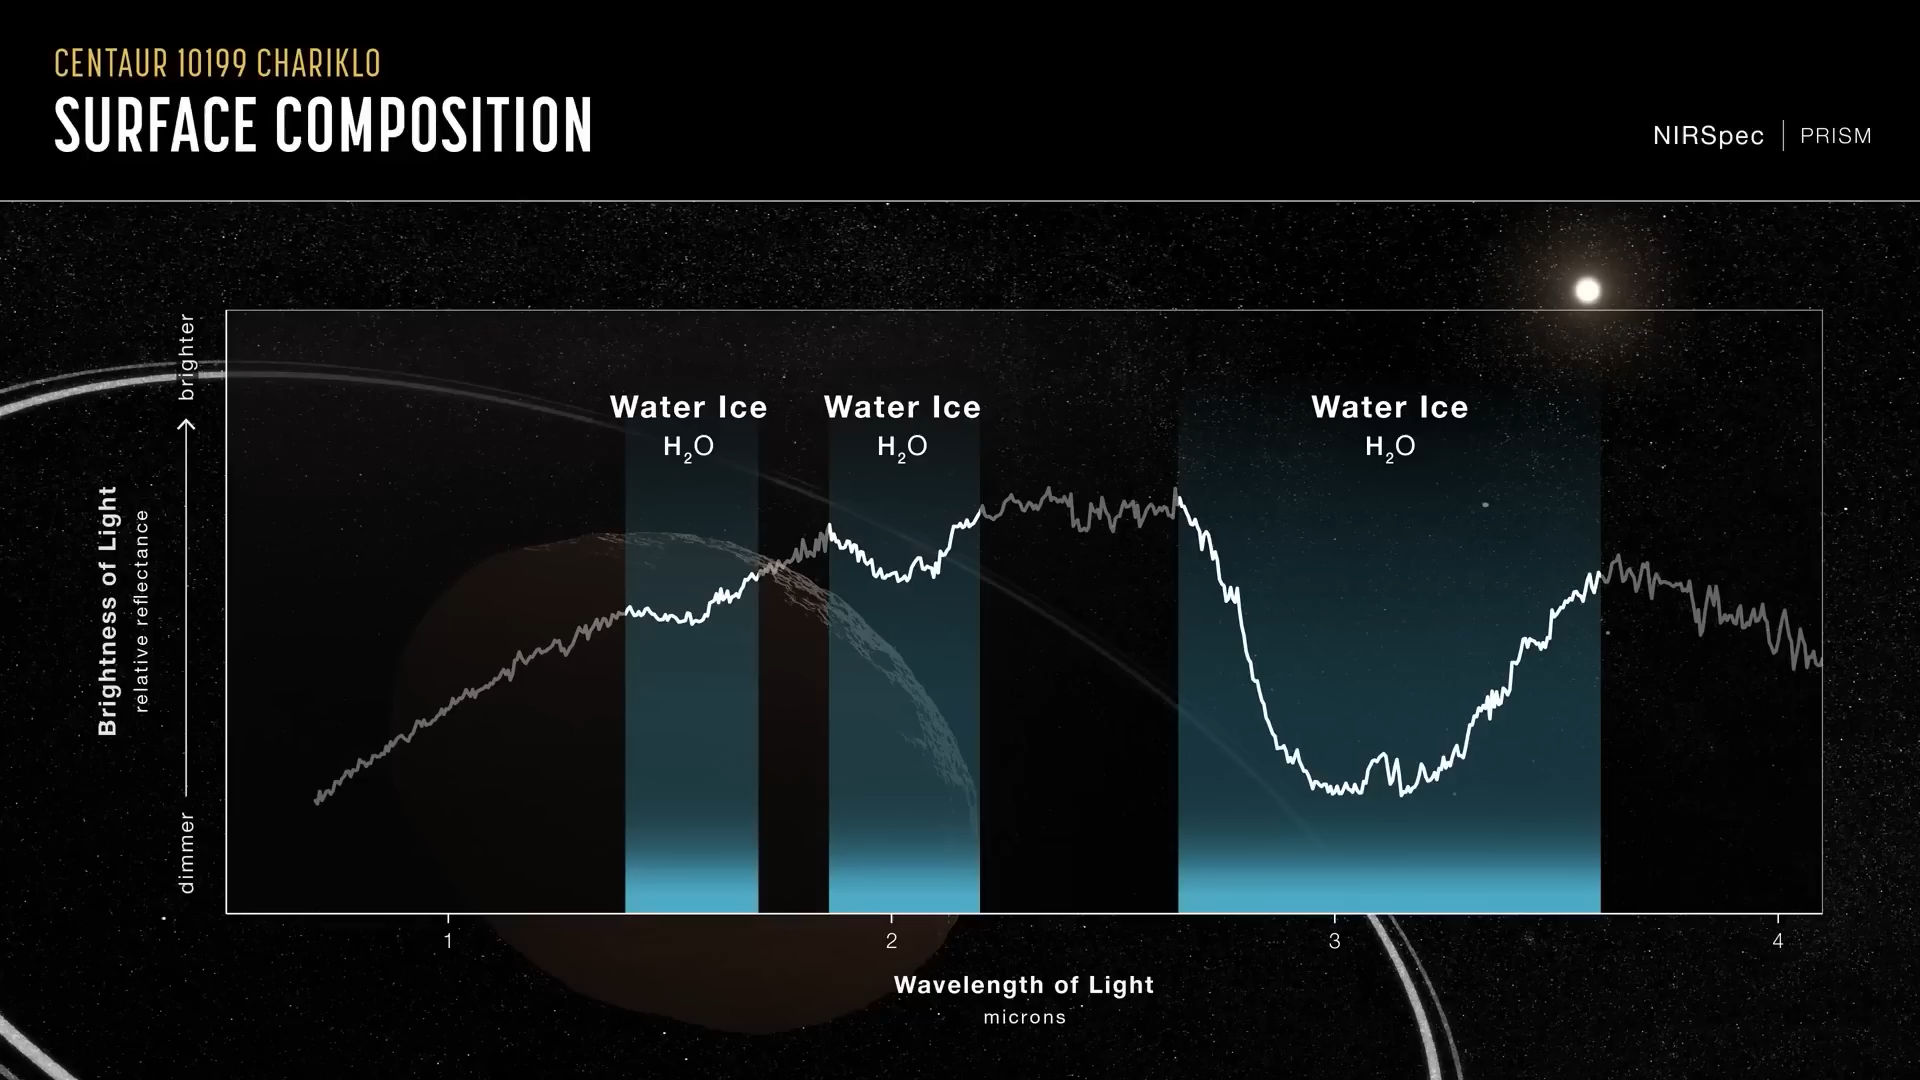 CENTAUR 10199 CHARIKLO
SURFACE COMPOSITION
NIRSpec | PRISM
brighter
Brightness of Light
relative reflectance
dimmer
Water Ice
H₂O
Water Ice
H₂O
Water Ice
H₂O
1
2
3
4
Wavelength of Light
microns